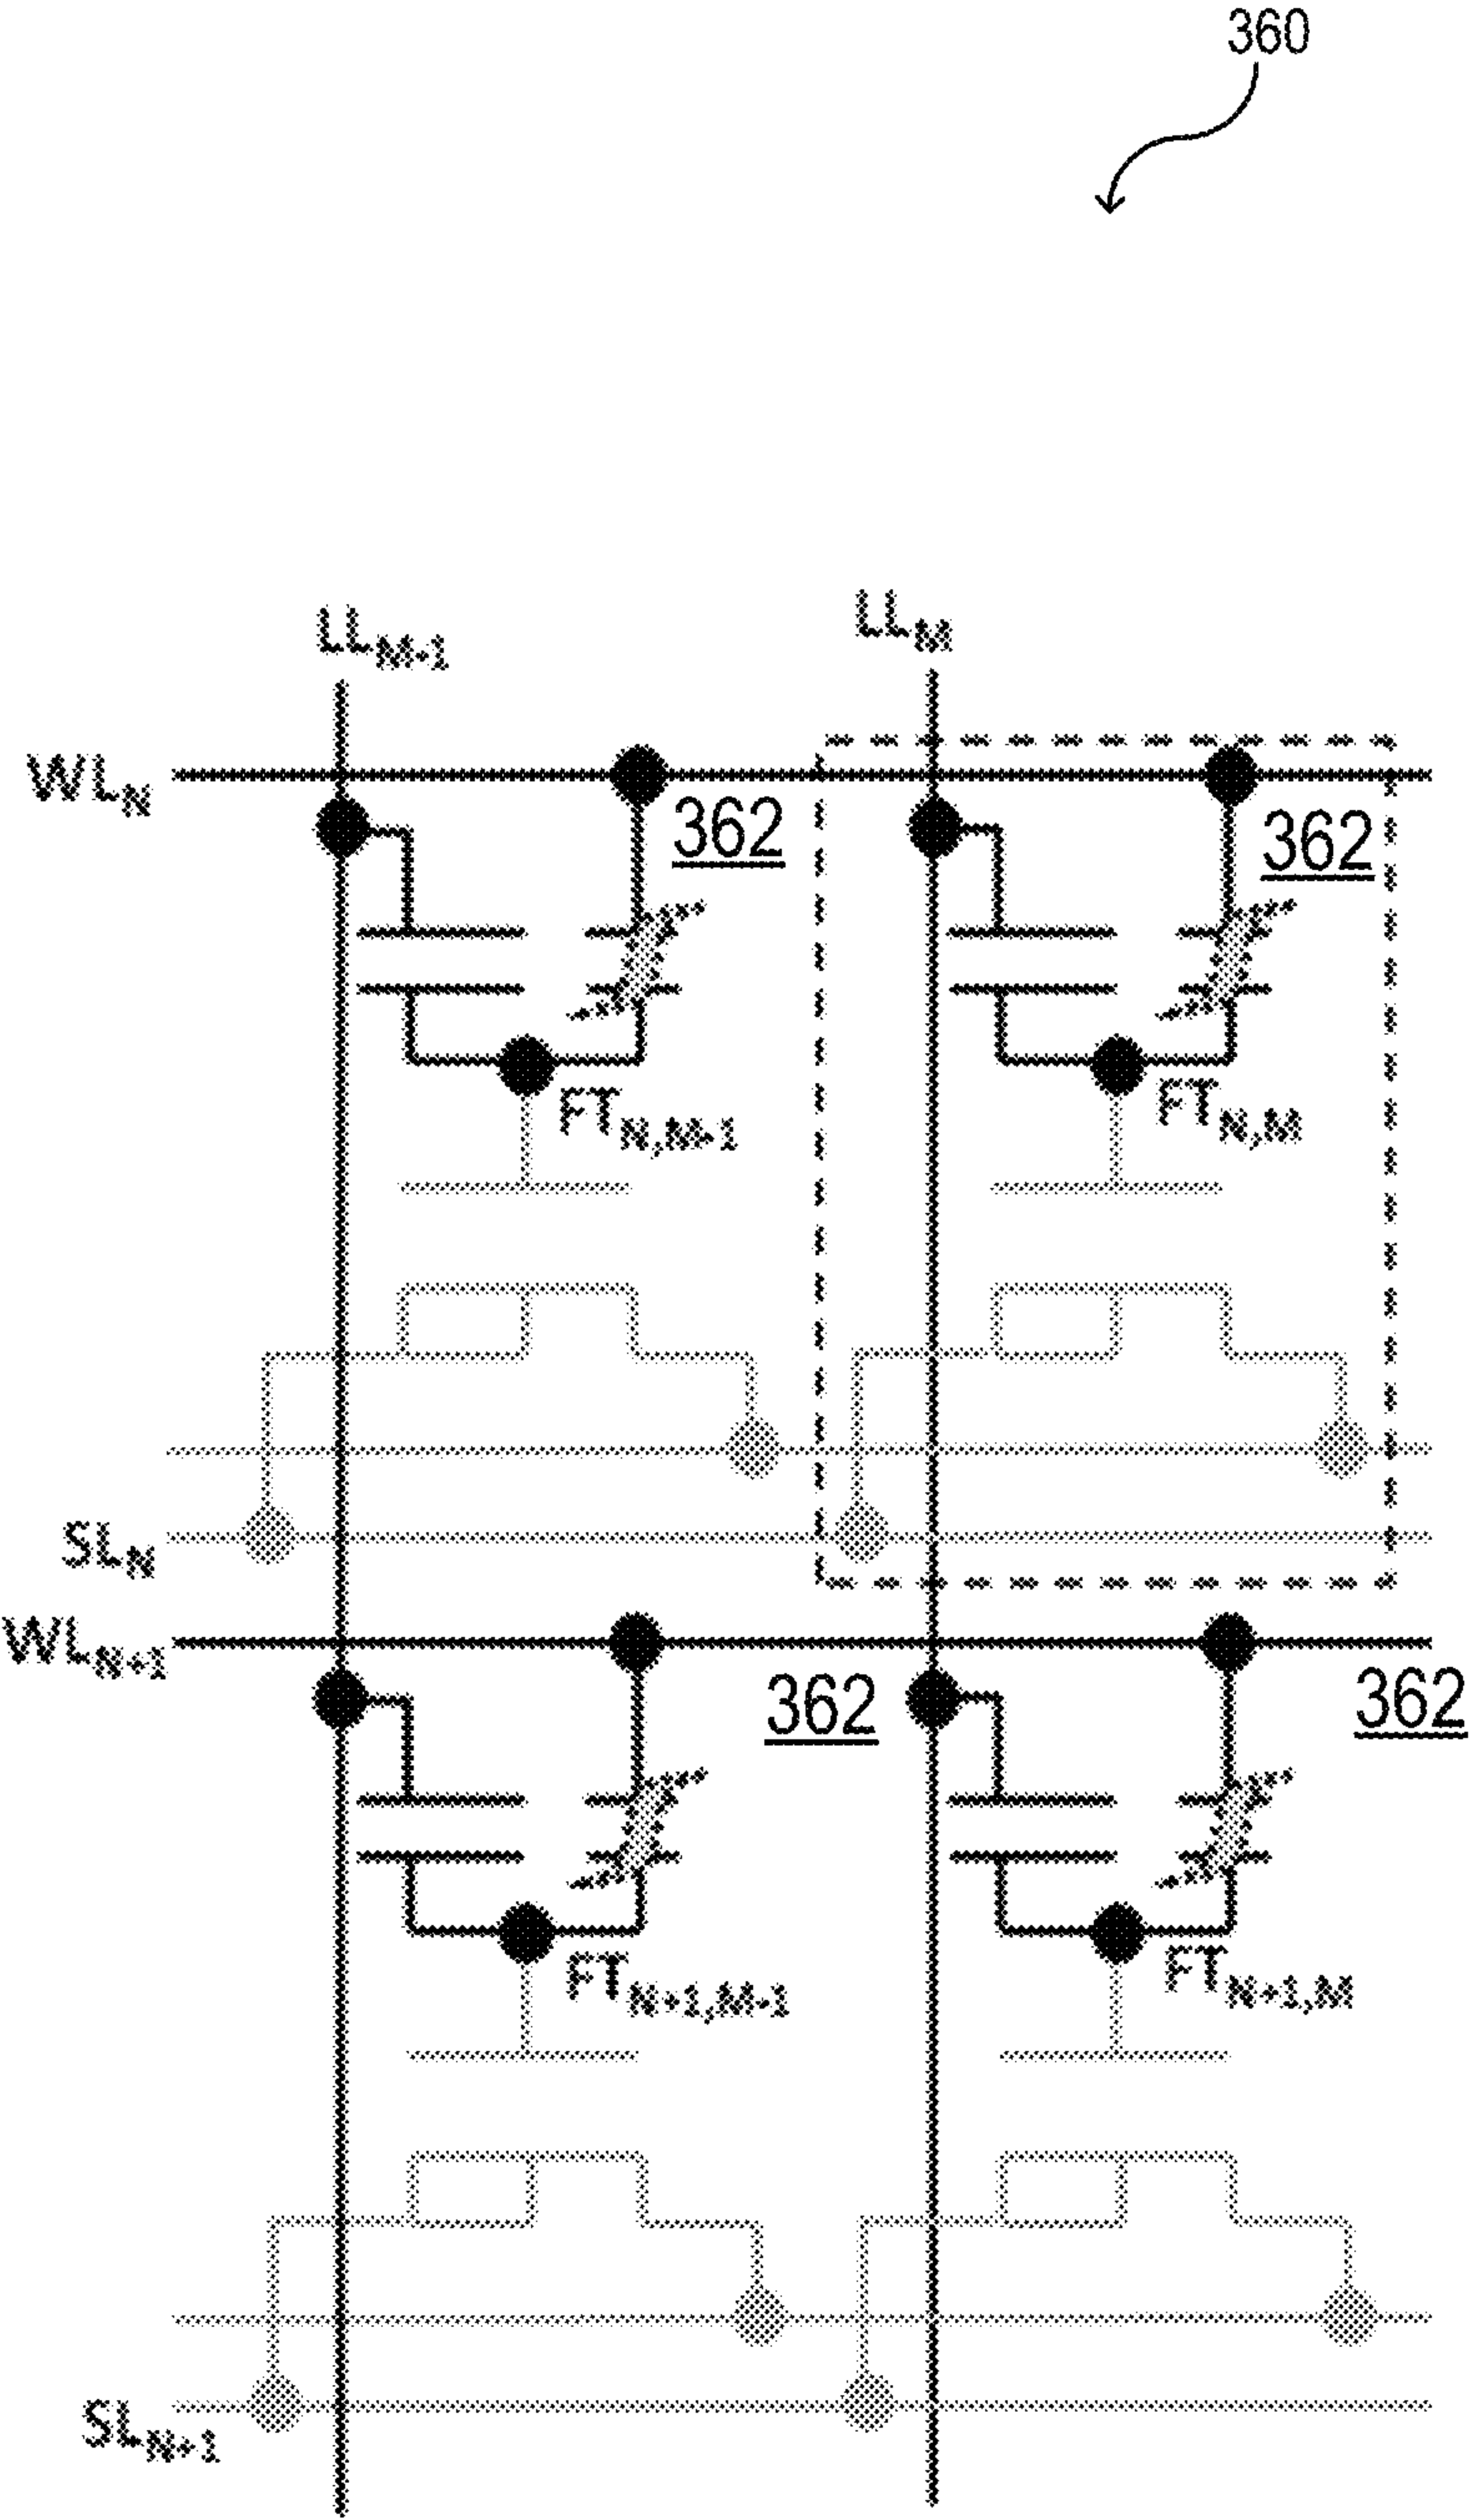 360
LL_M-1
LL_M
WL_N
362
362
FT_N,M-1
FT_N,M
SL_N
WL_N+1
362
362
FT_N+1,M-1
FT_N+1,M
SL_N+1